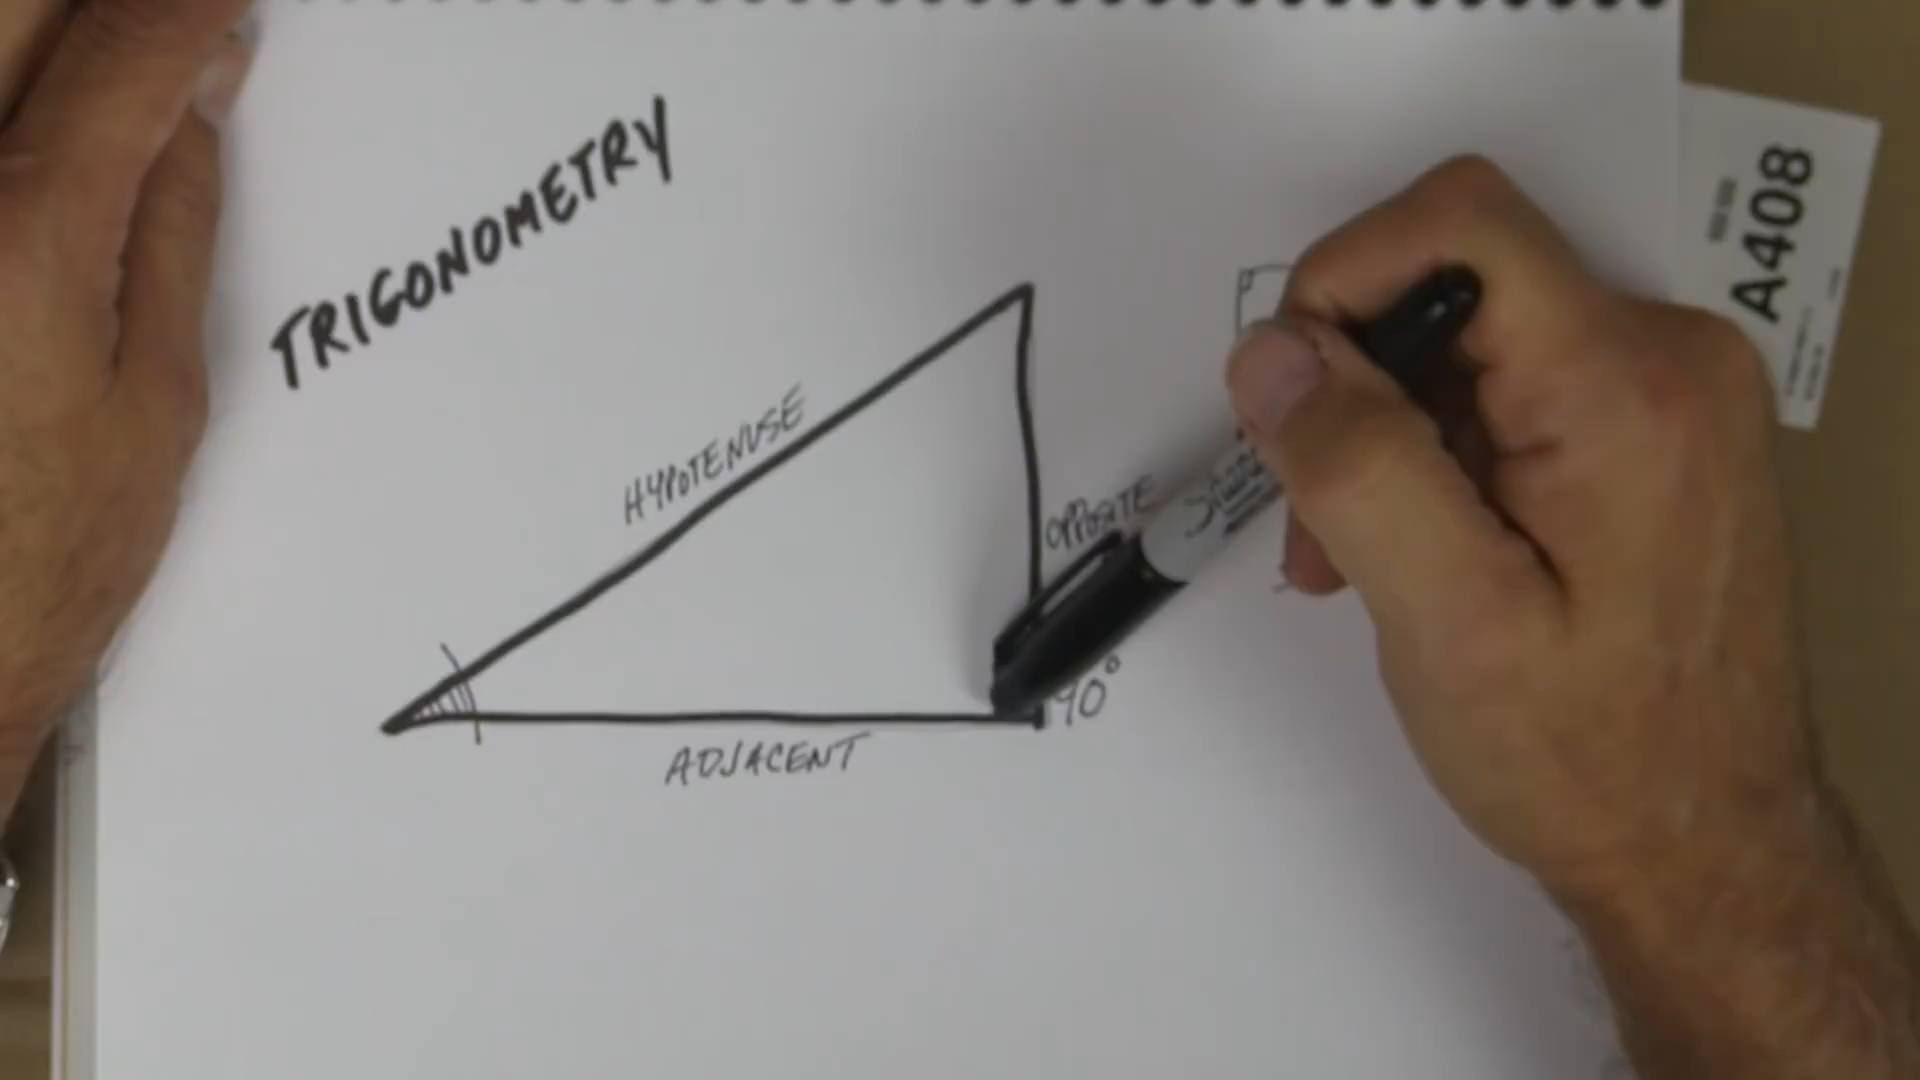 TRIGONOMETRY
HYPOTENUSE
OPPOSITE
90°
ADJACENT
A408